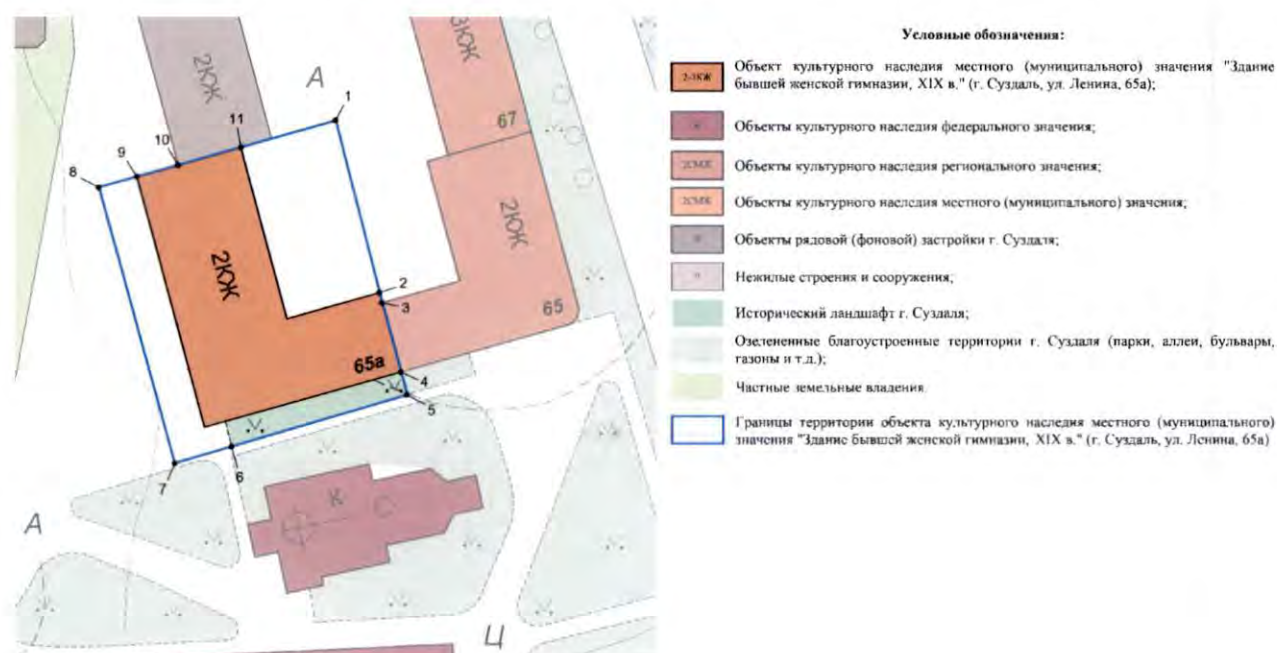 2КЖ
А
1
11
10
9
8
3КЖ
67
2КЖ
2КЖ
2
3
65
65а
4
5
6
7
К
А
Ц
Условные обозначения:
Объект культурного наследия местного (муниципального) значения "Здание
бывшей женской гимназии, XIX в." (г. Суздаль, ул. Ленина, 65а);
К
Объекты культурного наследия федерального значения;
2СМЖ
Объекты культурного наследия регионального значения;
2СМЖ
Объекты культурного наследия местного (муниципального) значения;
Объекты рядовой (фоновой) застройки г. Суздаля;
Нежилые строения и сооружения;
Исторический ландшафт г. Суздаля;
Озелененные благоустроенные территории г. Суздаля (парки, аллеи, бульвары,
газоны и т.д.);
Частные земельные владения
Границы территории объекта культурного наследия местного (муниципального)
значения "Здание бывшей женской гимназии, XIX в." (г. Суздаль, ул. Ленина, 65а)